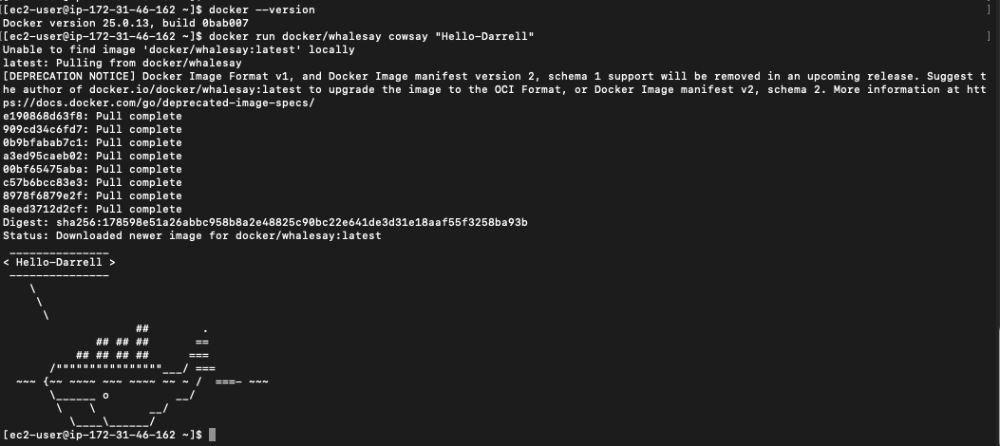 [[ec2-user@ip-172-31-46-162 ~]$ docker --version ]
Docker version 25.0.13, build 0bab007
[[ec2-user@ip-172-31-46-162 ~]$ docker run docker/whalesay cowsay "Hello-Darrell" ]
Unable to find image 'docker/whalesay:latest' locally
latest: Pulling from docker/whalesay
[DEPRECATION NOTICE] Docker Image Format v1, and Docker Image manifest version 2, schema 1 support will be removed in an upcoming release. Suggest t
he author of docker.io/docker/whalesay:latest to upgrade the image to the OCI Format, or Docker Image manifest v2, schema 2. More information at htt
ps://docs.docker.com/go/deprecated-image-specs/
e190868d63f8: Pull complete
909cd34c6fd7: Pull complete
0b9bfabab7c1: Pull complete
a3ed95caeb02: Pull complete
00bf65475aba: Pull complete
c57b6bcc83e3: Pull complete
8978f6879e2f: Pull complete
8eed3712d2cf: Pull complete
Digest: sha256:178598e51a26abbc958b8a2e48825c90bc22e641de3d31e18aaf55f3258ba93b
Status: Downloaded newer image for docker/whalesay:latest
 _______________
< Hello-Darrell >
 ---------------
    \
     \
      \
                    ##        .
              ## ## ##       ==
           ## ## ## ##      ===
       /""""""""""""""""___/ ===
  ~~~ {~~ ~~~~ ~~~ ~~~~ ~~ ~ /  ===- ~~~
       \______ o          __/
        \    \        __/
          \____\______/
[ec2-user@ip-172-31-46-162 ~]$